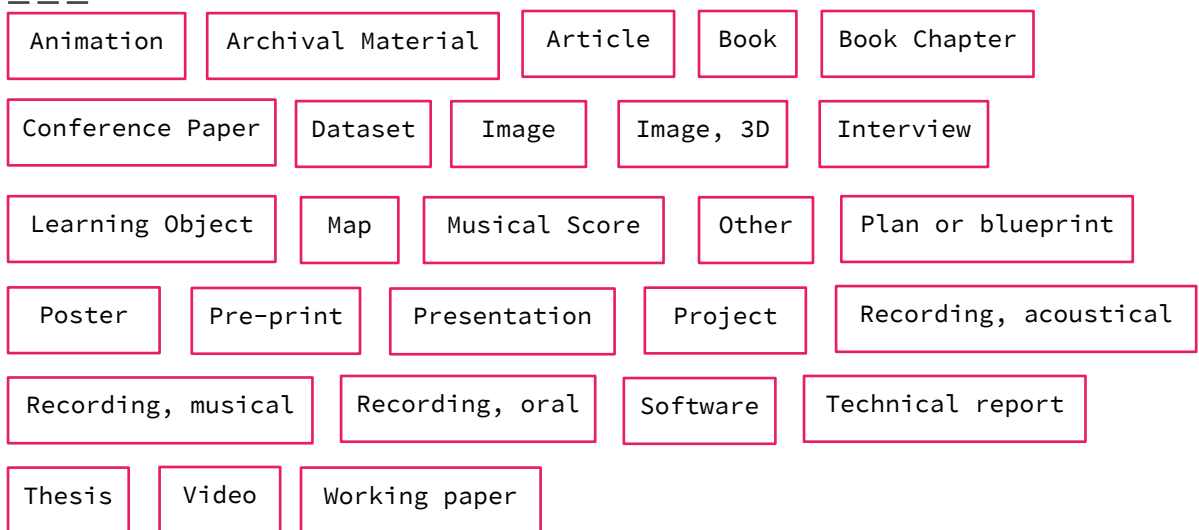 Animation Archival Material Article Book Book Chapter
Conference Paper Dataset Image Image, 3D Interview
Learning Object Map Musical Score Other Plan or blueprint
Poster Pre-print Presentation Project Recording, acoustical
Recording, musical Recording, oral Software Technical report
Thesis Video Working paper